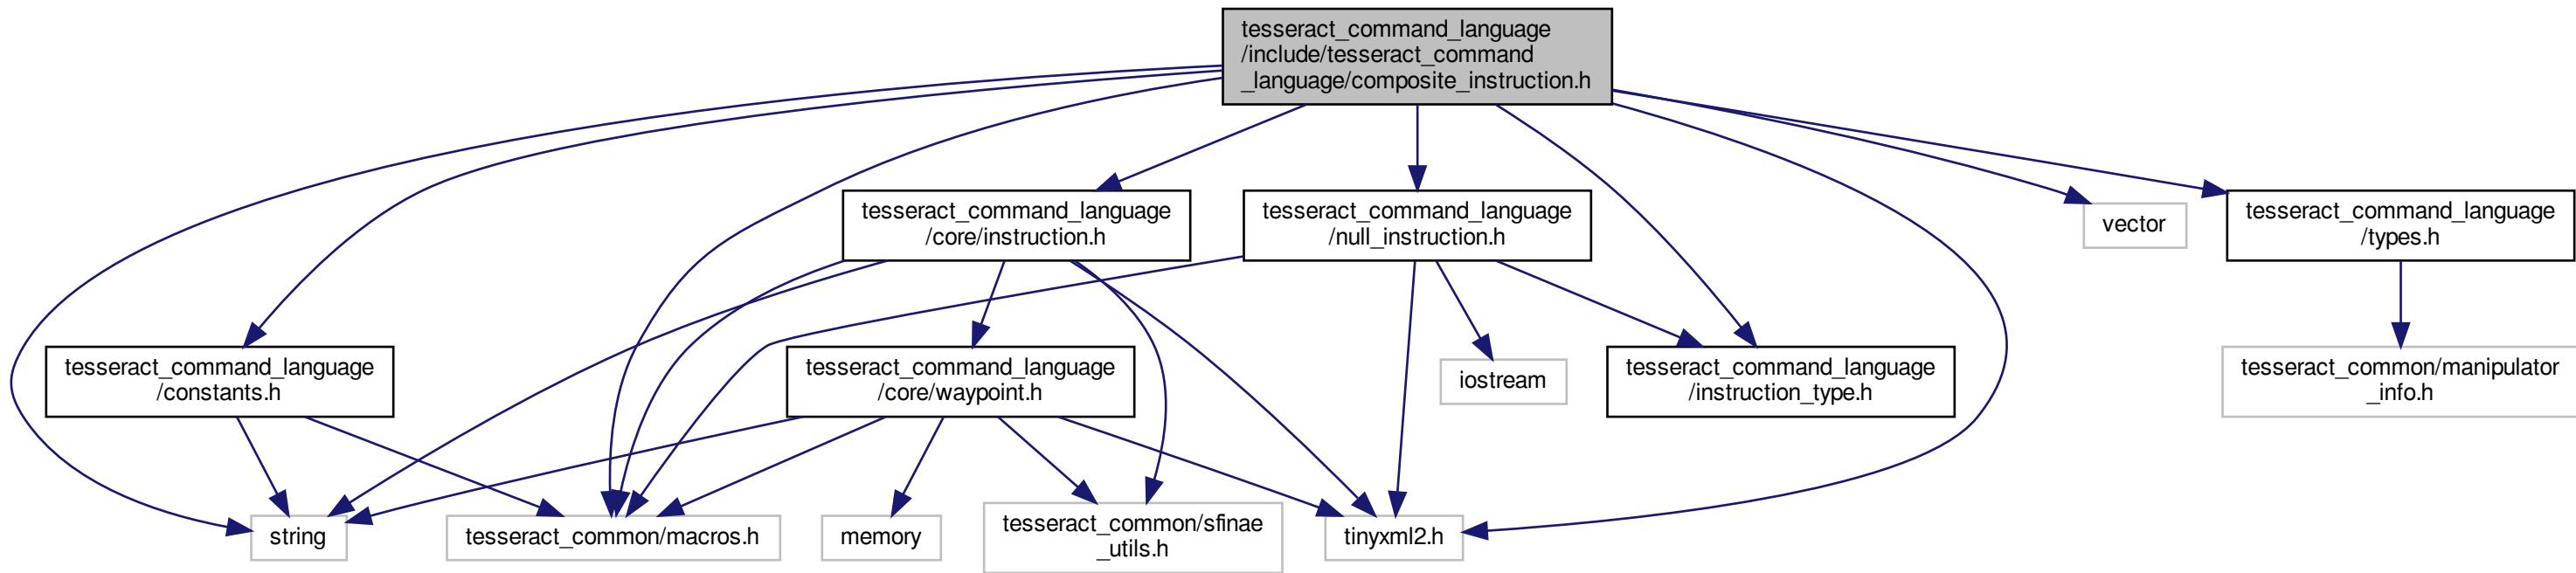 tesseract_command_language
/include/tesseract_command
_language/composite_instruction.h
tesseract_command_language
/core/instruction.h
tesseract_command_language
/null_instruction.h
vector
tesseract_command_language
/types.h
tesseract_command_language
/constants.h
tesseract_command_language
/core/waypoint.h
iostream
tesseract_command_language
/instruction_type.h
tesseract_common/manipulator
_info.h
string
tesseract_common/macros.h
memory
tesseract_common/sfinae
_utils.h
tinyxml2.h